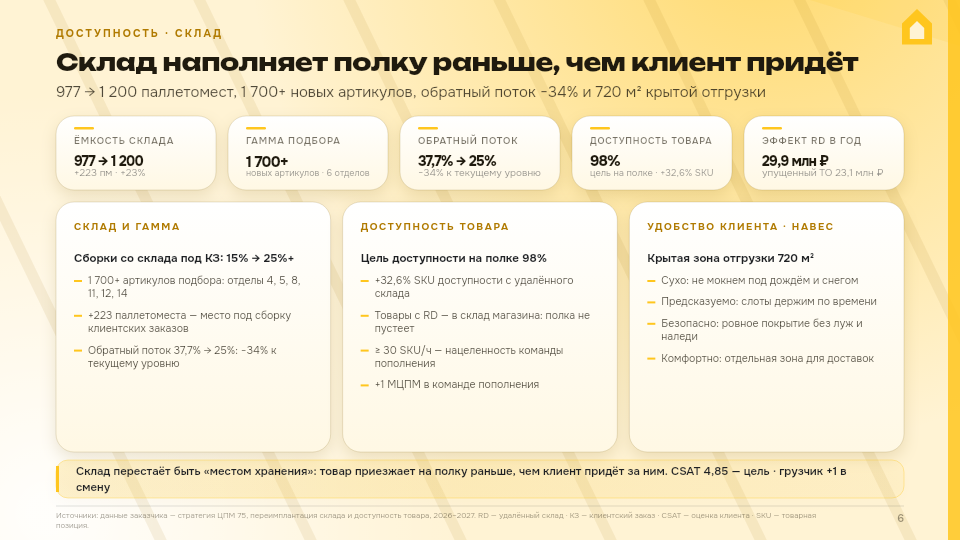 ДОСТУПНОСТЬ · СКЛАД
Склад наполняет полку раньше, чем клиент придёт
977 → 1 200 паллетомест, 1 700+ новых артикулов, обратный поток −34% и 720 м² крытой отгрузки
ЁМКОСТЬ СКЛАДА
977 → 1 200
+223 пм · +23%
ГАММА ПОДБОРА
1 700+
новых артикулов · 6 отделов
ОБРАТНЫЙ ПОТОК
37,7% → 25%
−34% к текущему уровню
ДОСТУПНОСТЬ ТОВАРА
98%
цель на полке · +32,6% SKU
ЭФФЕКТ RD В ГОД
29,9 млн ₽
упущенный ТО 23,1 млн ₽
СКЛАД И ГАММА
Сборки со склада под КЗ: 15% → 25%+
1 700+ артикулов подбора: отделы 4, 5, 8,
11, 12, 14
+223 паллетоместа — место под сборку
клиентских заказов
Обратный поток 37,7% → 25%: −34% к
текущему уровню
ДОСТУПНОСТЬ ТОВАРА
Цель доступности на полке 98%
+32,6% SKU доступности с удалённого
склада
Товары с RD — в склад магазина: полка не
пустеет
≥ 30 SKU/ч — нацеленность команды
пополнения
+1 МЦПМ в команде пополнения
УДОБСТВО КЛИЕНТА · НАВЕС
Крытая зона отгрузки 720 м²
Сухо: не мокнем под дождём и снегом
Предсказуемо: слоты держим по времени
Безопасно: ровное покрытие без луж и
наледи
Комфортно: отдельная зона для доставок
Склад перестаёт быть «местом хранения»: товар приезжает на полку раньше, чем клиент придёт за ним. CSAT 4,85 — цель · грузчик +1 в
смену
Источники: данные заказчика — стратегия ЦПМ 75, переимплантация склада и доступность товара, 2026–2027. RD — удалённый склад · КЗ — клиентский заказ · CSAT — оценка клиента · SKU — товарная
позиция.
6